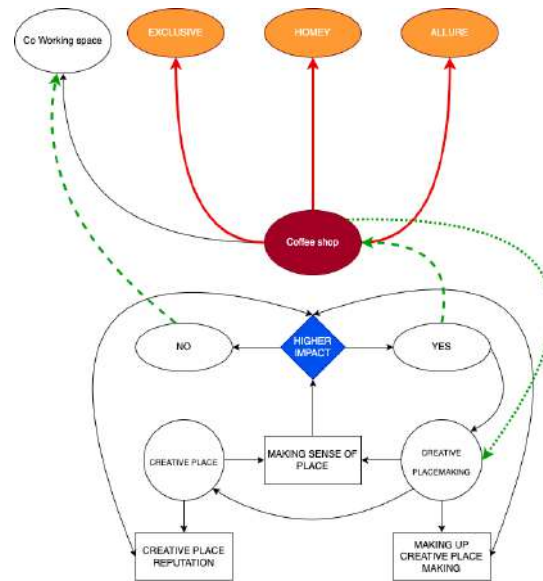 Co Working space
EXCLUSIVE
HOMEY
ALLURE
Coffee shop
NO
HIGHER
IMPACT
YES
CREATIVE PLACE
MAKING SENSE OF
PLACE
CREATIVE
PLACEMAKING
CREATIVE PLACE
REPUTATION
MAKING UP
CREATIVE PLACE
MAKING